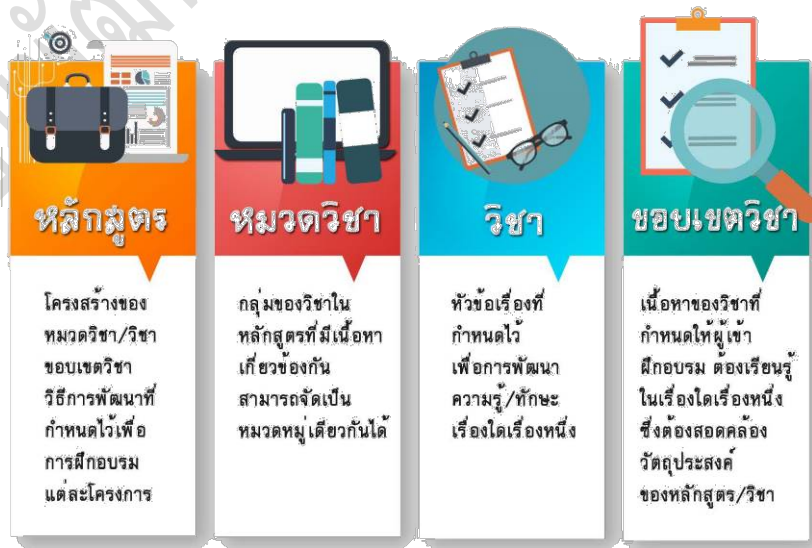 หลักสูตร
โครงสร้างของ
หมวดวิชา/วิชา
ขอบเขตวิชา
วิธีการพัฒนาที่
กำหนดไว้เพื่อ
การฝึกอบรม
แต่ละโครงการ
หมวดวิชา
กลุ่มของวิชาใน
หลักสูตรที่มีเนื้อหา
เกี่ยวข้องกัน
สามารถจัดเป็น
หมวดหมู่เดียวกันได้
วิชา
หัวข้อเรื่องที่
กำหนดไว้
เพื่อการพัฒนา
ความรู้/ทักษะ
เรื่องใดเรื่องหนึ่ง
ขอบเขตวิชา
เนื้อหาของวิชาที่
กำหนดให้ผู้เข้า
ฝึกอบรม ต้องเรียนรู้
ในเรื่องใดเรื่องหนึ่ง
ซึ่งต้องสอดคล้อง
วัตถุประสงค์
ของหลักสูตร/วิชา